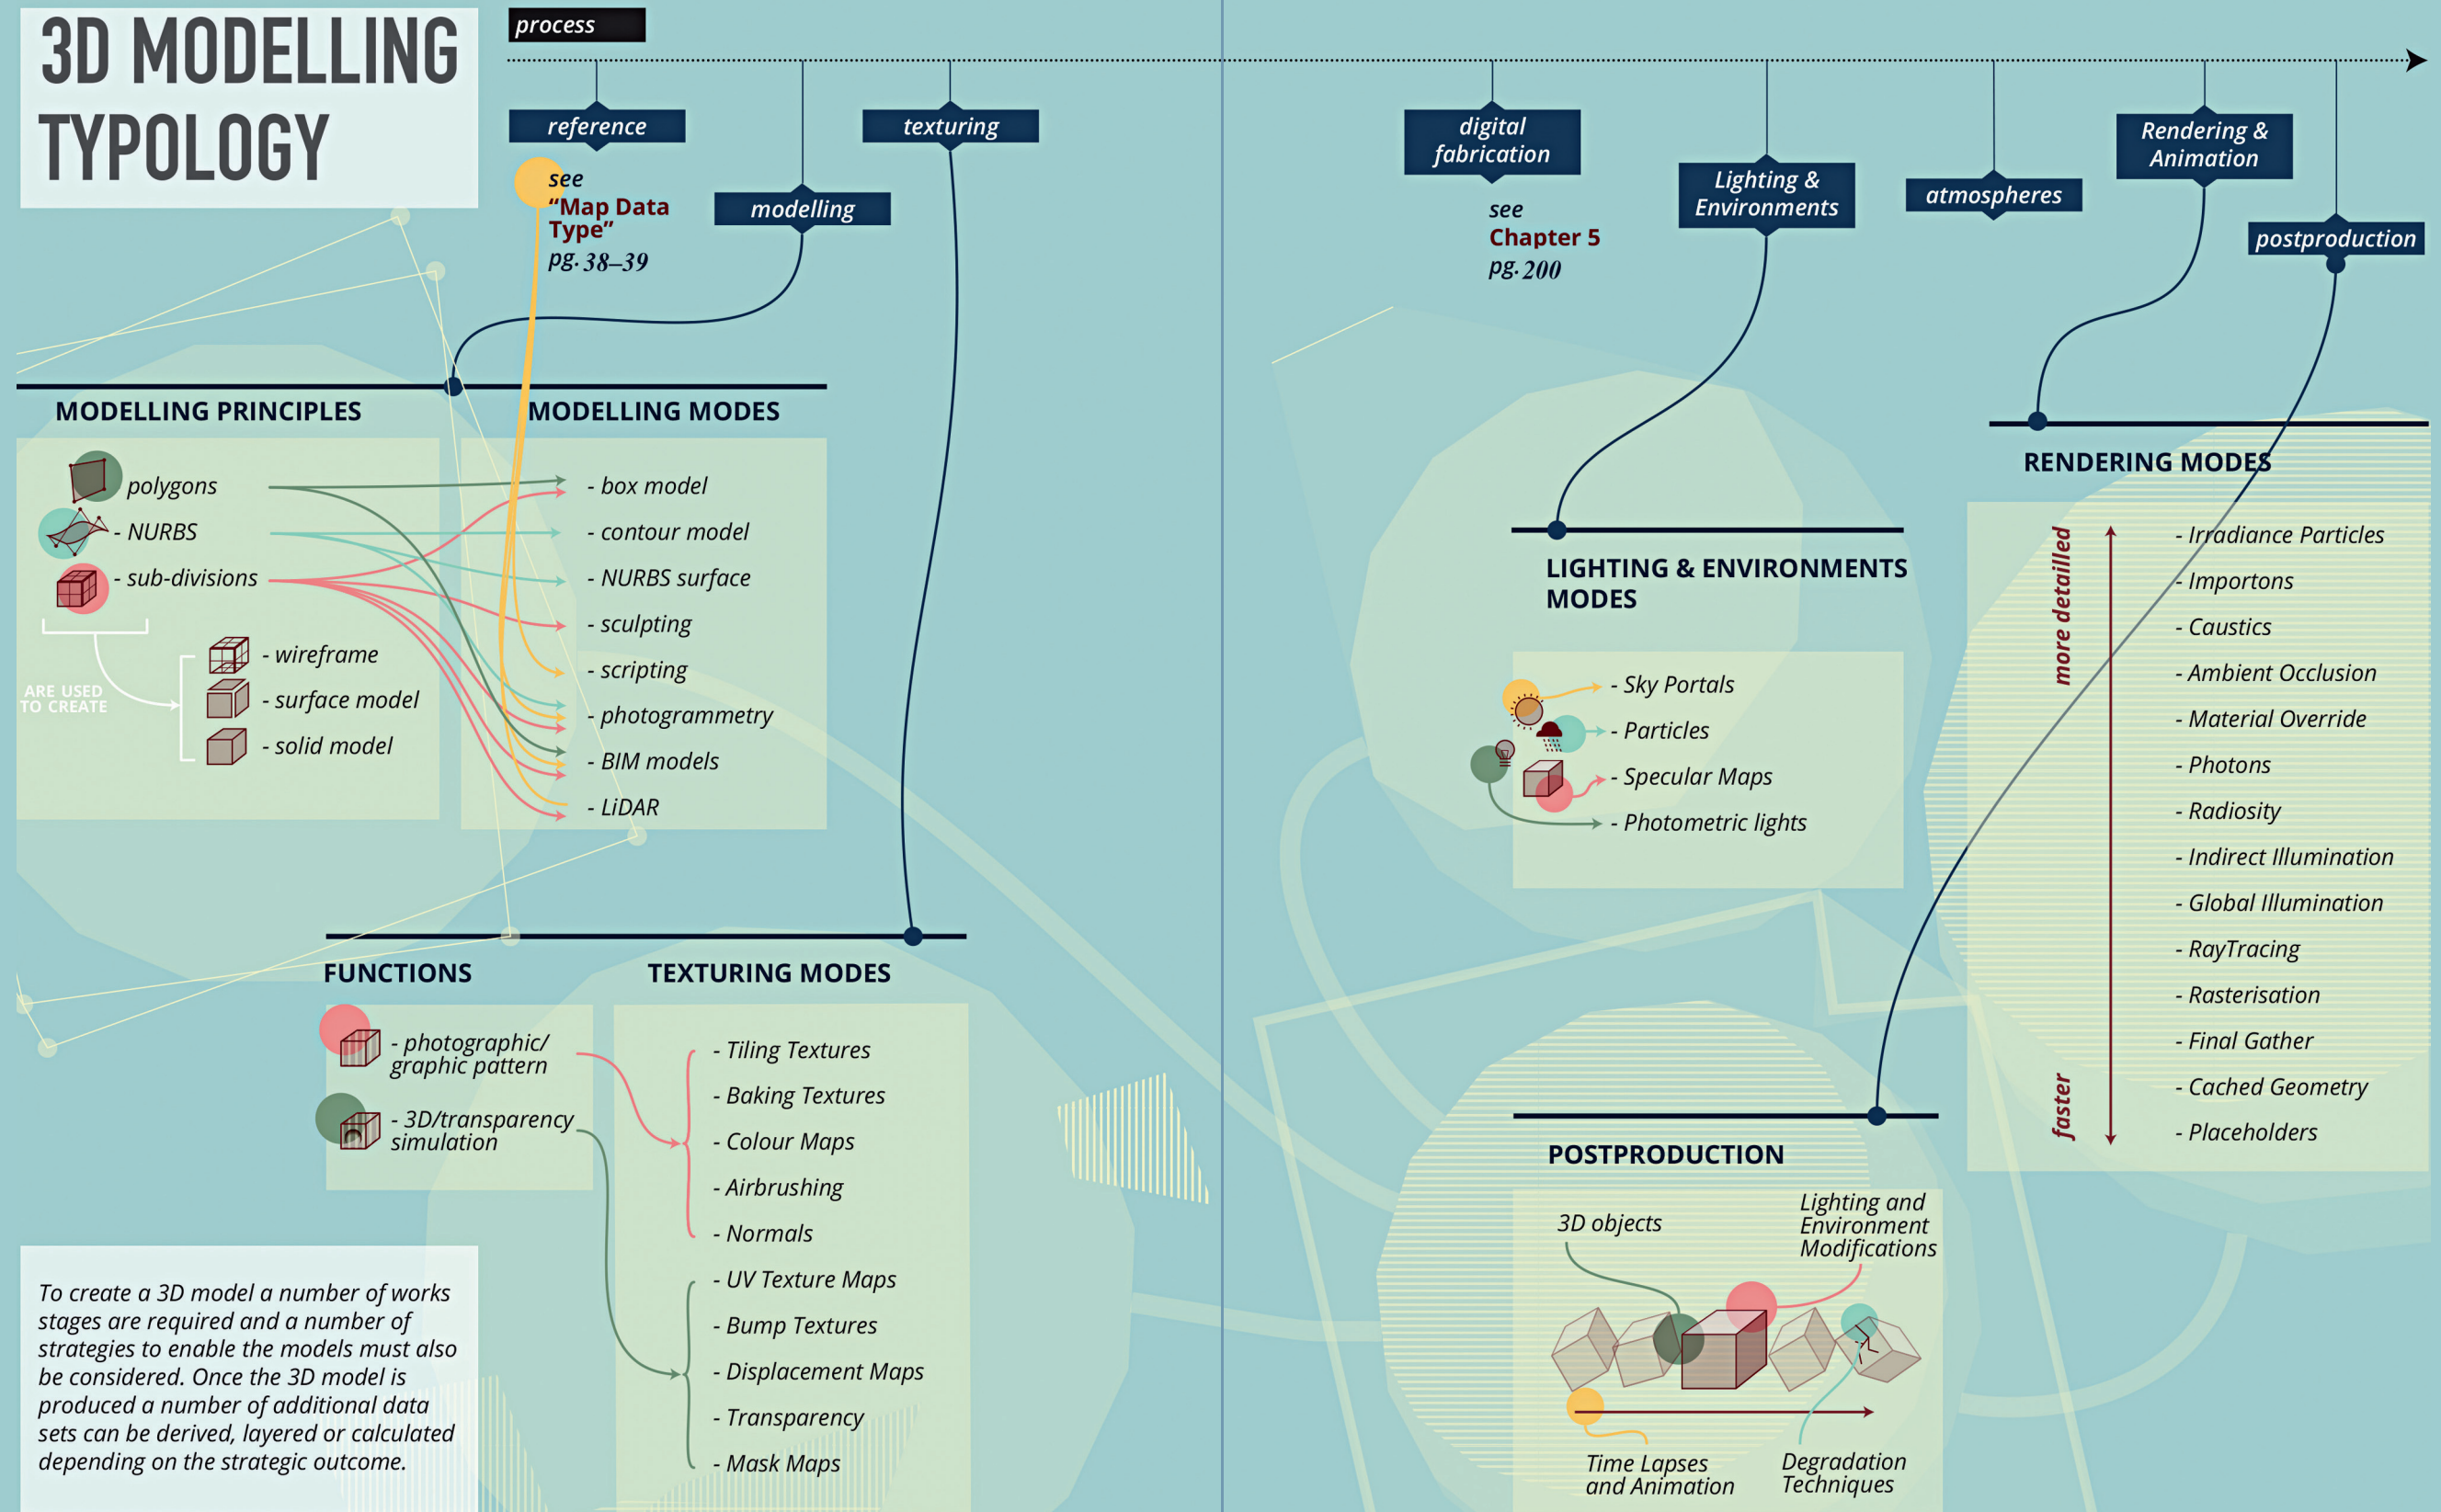 3D MODELLING
TYPOLOGY
process
reference
see
“Map Data
Type”
pg. 38–39
modelling
texturing
digital
fabrication
see
Chapter 5
pg. 200
Lighting &
Environments
atmospheres
Rendering &
Animation
postproduction
MODELLING PRINCIPLES
polygons
- NURBS
- sub-divisions
ARE USED
TO CREATE
- wireframe
- surface model
- solid model
MODELLING MODES
- box model
- contour model
- NURBS surface
- sculpting
- scripting
- photogrammetry
- BIM models
- LiDAR
FUNCTIONS
- photographic/
graphic pattern
- 3D/transparency
simulation
TEXTURING MODES
- Tiling Textures
- Baking Textures
- Colour Maps
- Airbrushing
- Normals
- UV Texture Maps
- Bump Textures
- Displacement Maps
- Transparency
- Mask Maps
To create a 3D model a number of works
stages are required and a number of
strategies to enable the models must also
be considered. Once the 3D model is
produced a number of additional data
sets can be derived, layered or calculated
depending on the strategic outcome.
LIGHTING & ENVIRONMENTS
MODES
- Sky Portals
- Particles
- Specular Maps
- Photometric lights
RENDERING MODES
more detailled
faster
- Irradiance Particles
- Importons
- Caustics
- Ambient Occlusion
- Material Override
- Photons
- Radiosity
- Indirect Illumination
- Global Illumination
- RayTracing
- Rasterisation
- Final Gather
- Cached Geometry
- Placeholders
POSTPRODUCTION
3D objects
Lighting and
Environment
Modifications
Time Lapses
and Animation
Degradation
Techniques